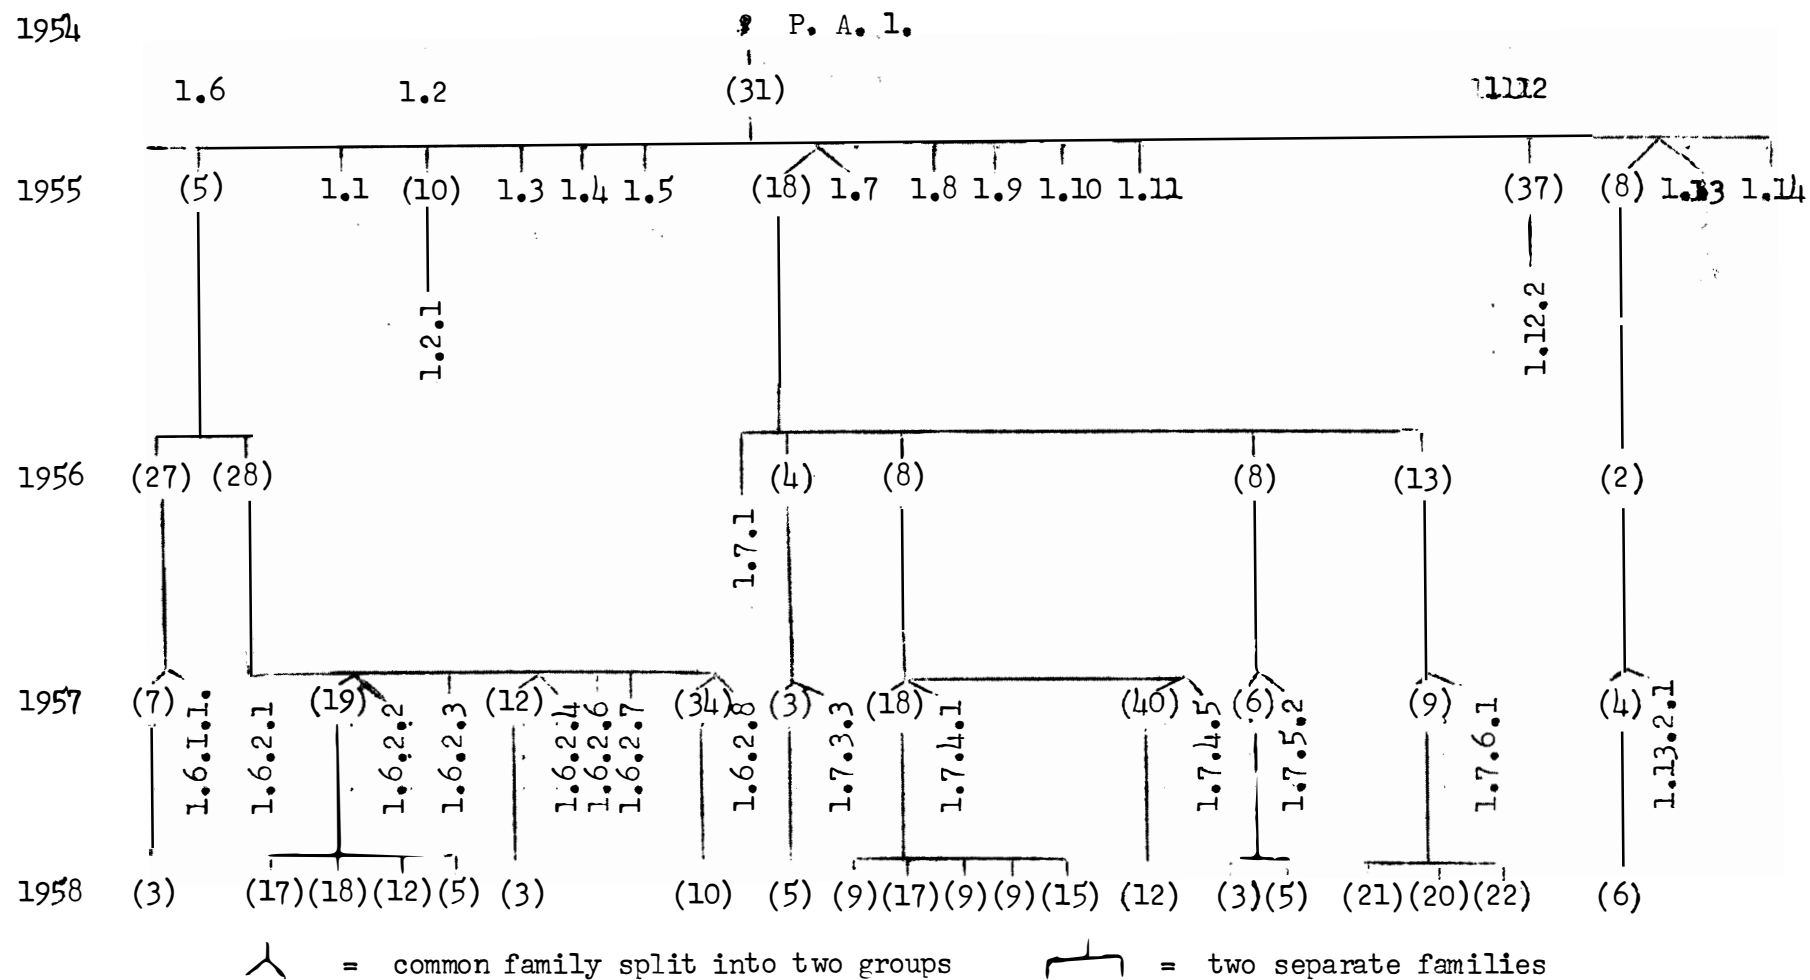 1954 P. A. 1.
1.6 1.2 (31)
1955 (5) 1.1 (10) 1.3 1.4 1.5 (18) 1.7 1.8 1.9 1.10 1.11 (37) (8) 1.13 1.14
1.2.1
1.12.2
1956 (27) (28) (4) (8) (8) (13) (2)
1.7.1
1957 (7) (19) (12) (34) (3) (18) (40) (6) (9) (4)
1.6.1.1.
1.6.2.1
1.6.2.2
1.6.2.3
1.6.2.4
1.6.2.6
1.6.2.7
1.6.2.8
1.7.3.3
1.7.4.1
1.7.4.5
1.7.5.2
1.7.6.1
1.13.2.1
1958 (3) (17) (18) (12) (5) (3) (10) (5) (9) (17) (9) (9) (15) (12) (3) (5) (21) (20) (22) (6)
= common family split into two groups = two separate families